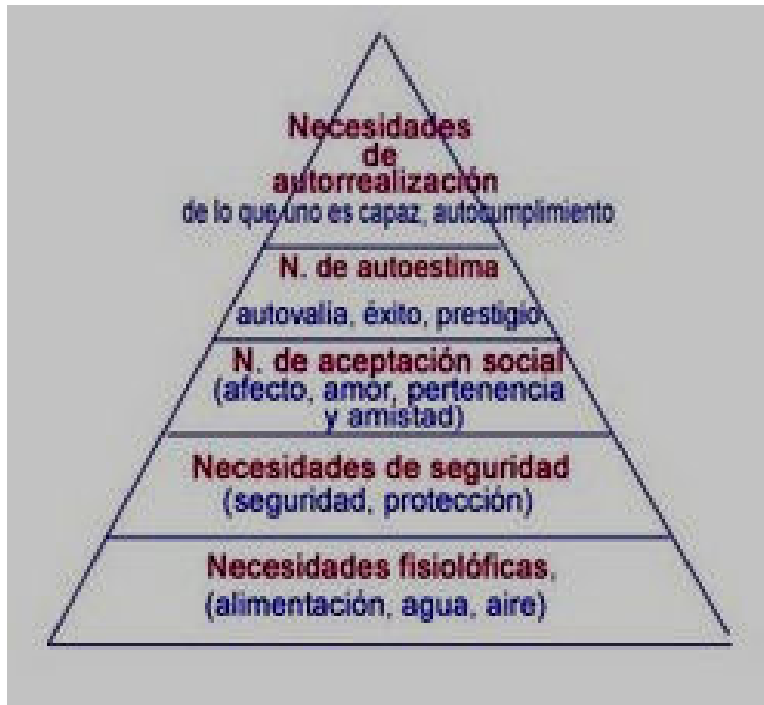 Necesidades
de
autorrealización
de lo que uno es capaz, autocumplimiento
N. de autoestima
autovalia, éxito, prestigio
N. de aceptación social
(afecto, amor, pertenencia
y amistad)
Necesidades de seguridad
(seguridad, protección)
Necesidades fisiolóficas,
(alimentación, agua, aire)